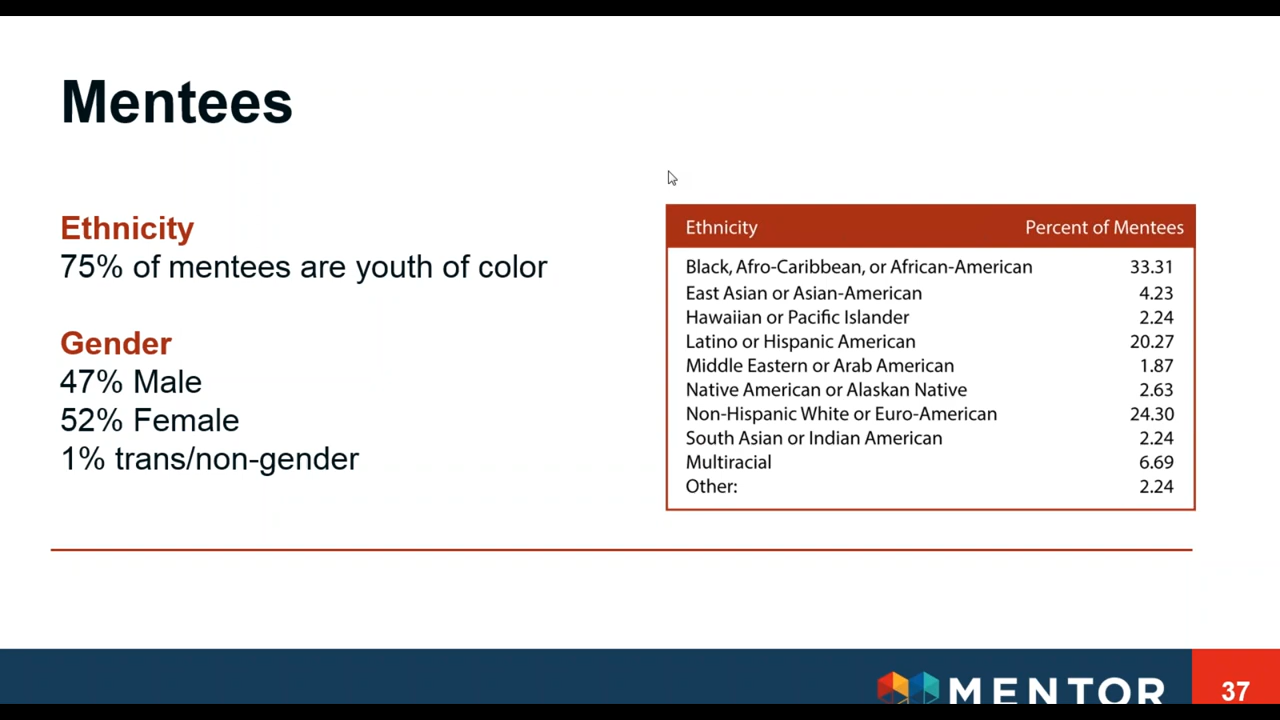 Mentees
Ethnicity
75% of mentees are youth of color
Gender
47% Male
52% Female
1% trans/non-gender
Ethnicity Percent of Mentees
Black, Afro-Caribbean, or African-American 33.31
East Asian or Asian-American 4.23
Hawaiian or Pacific Islander 2.24
Latino or Hispanic American 20.27
Middle Eastern or Arab American 1.87
Native American or Alaskan Native 2.63
Non-Hispanic White or Euro-American 24.30
South Asian or Indian American 2.24
Multiracial 6.69
Other: 2.24
MENTOR
37